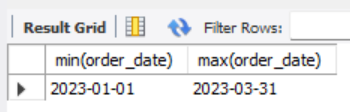 Result Grid Filter Rows:
min(order_date) max(order_date)
2023-01-01 2023-03-31